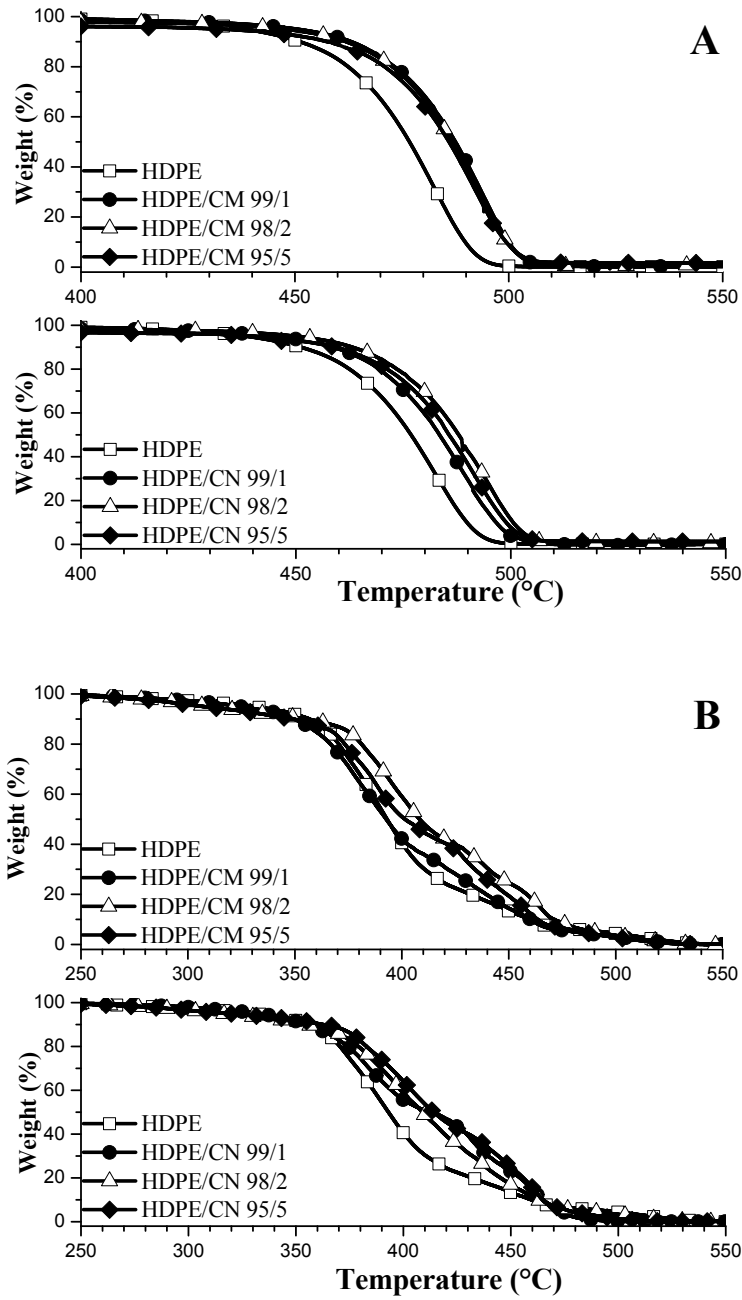 A
Weight (%)
100
80
60
40
20
0
HDPE
HDPE/CM 99/1
HDPE/CM 98/2
HDPE/CM 95/5
400 450 500 550
Weight (%)
100
80
60
40
20
0
HDPE
HDPE/CN 99/1
HDPE/CN 98/2
HDPE/CN 95/5
400 450 500 550
Temperature (°C)
B
Weight (%)
100
80
60
40
20
0
HDPE
HDPE/CM 99/1
HDPE/CM 98/2
HDPE/CM 95/5
250 300 350 400 450 500 550
Weight (%)
100
80
60
40
20
0
HDPE
HDPE/CN 99/1
HDPE/CN 98/2
HDPE/CN 95/5
250 300 350 400 450 500 550
Temperature (°C)